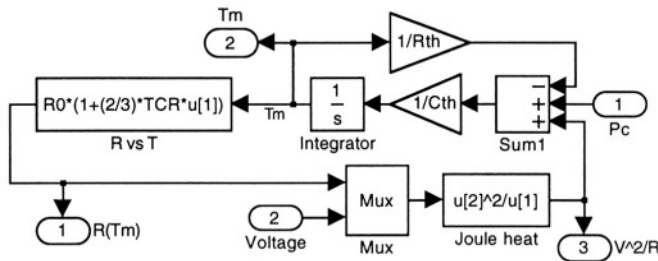 Tm
2
1/Rth
R0*(1+(2/3)*TCR*u[1])
R vs T
Tm
1
s
Integrator
1/Cth
−
+
+
Sum1
1
Pc
1
R(Tm)
2
Voltage
Mux
Mux
u[2]^2/u[1]
Joule heat
3
V^2/R